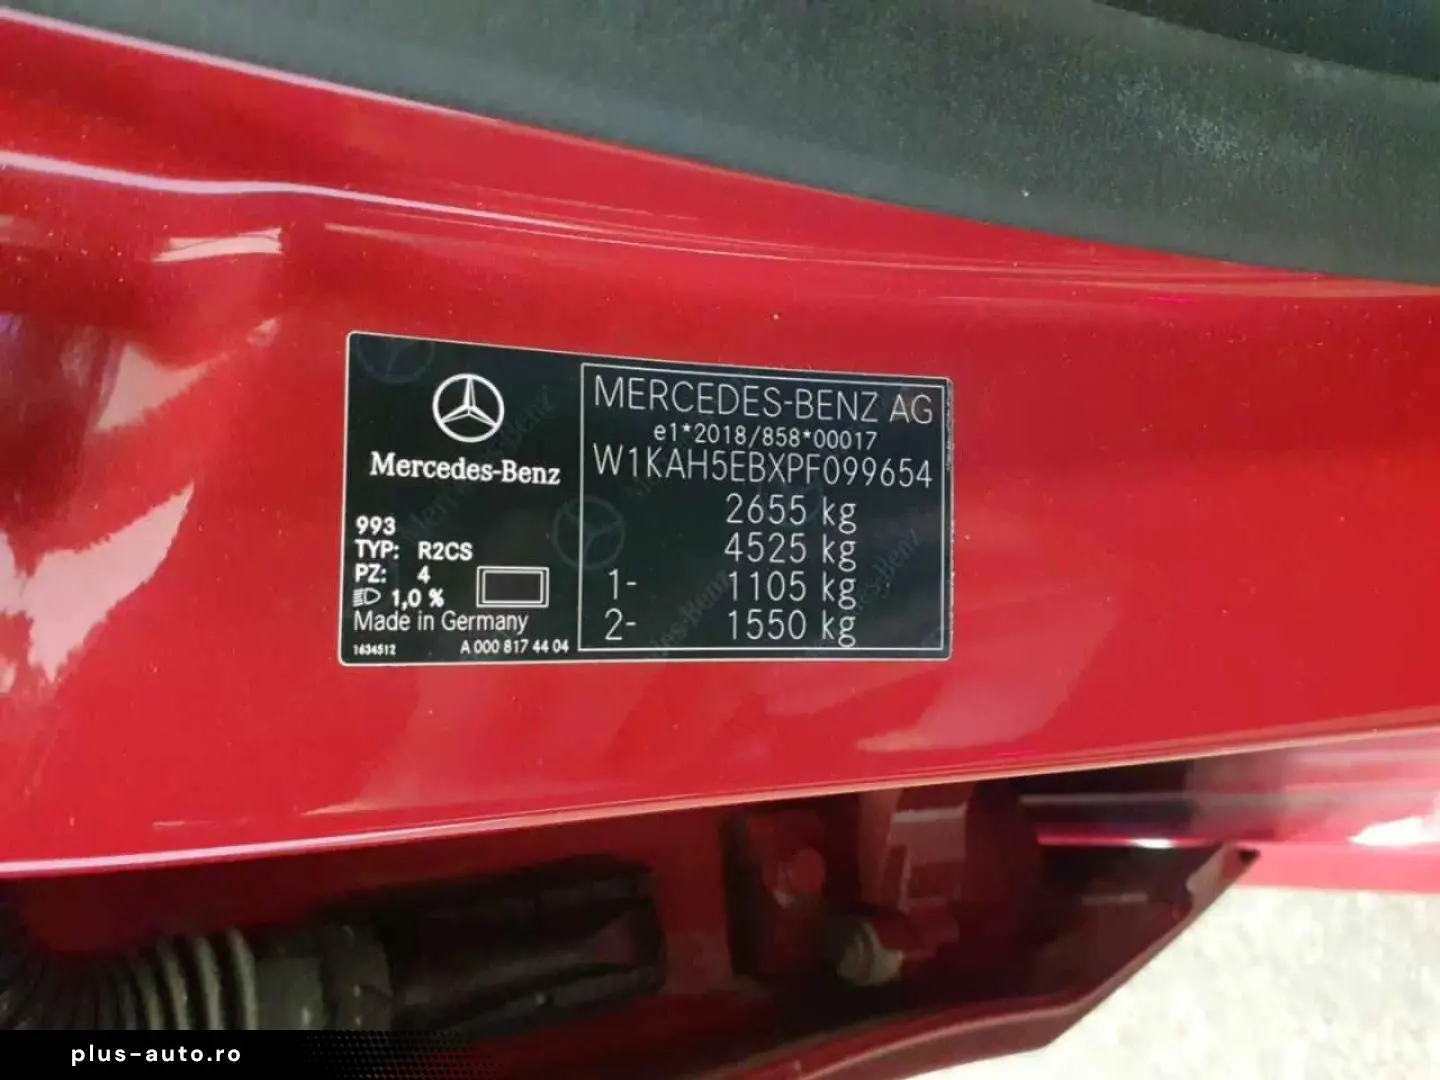 Mercedes-Benz
993
TYP: R2CS
PZ: 4
1,0 %
Made in Germany
1634512 A 000 817 44 04
MERCEDES-BENZ AG
e1*2018/858*00017
W1KAH5EBXPF099654
2655 kg
4525 kg
1- 1105 kg
2- 1550 kg
plus-auto.ro